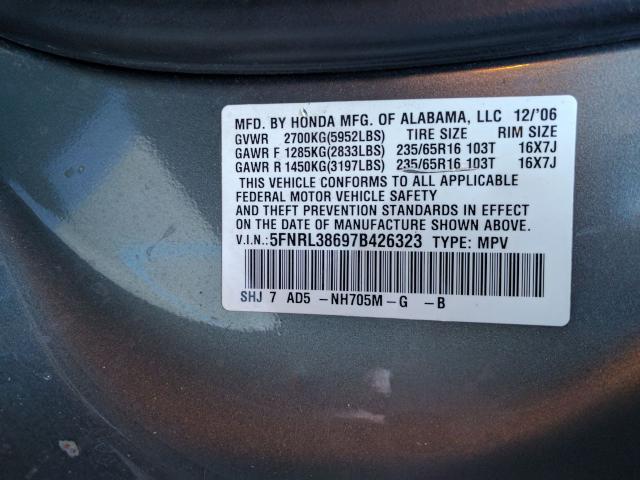 MFD. BY HONDA MFG. OF ALABAMA, LLC 12/'06
GVWR 2700KG(5952LBS) TIRE SIZE RIM SIZE
GAWR F 1285KG(2833LBS) 235/65R16 103T 16X7J
GAWR R 1450KG(3197LBS) 235/65R16 103T 16X7J
THIS VEHICLE CONFORMS TO ALL APPLICABLE
FEDERAL MOTOR VEHICLE SAFETY
AND THEFT PREVENTION STANDARDS IN EFFECT
ON THE DATE OF MANUFACTURE SHOWN ABOVE.
V.I.N.: 5FNRL38697B426323 TYPE: MPV
SHJ 7 AD5 -NH705M-G -B